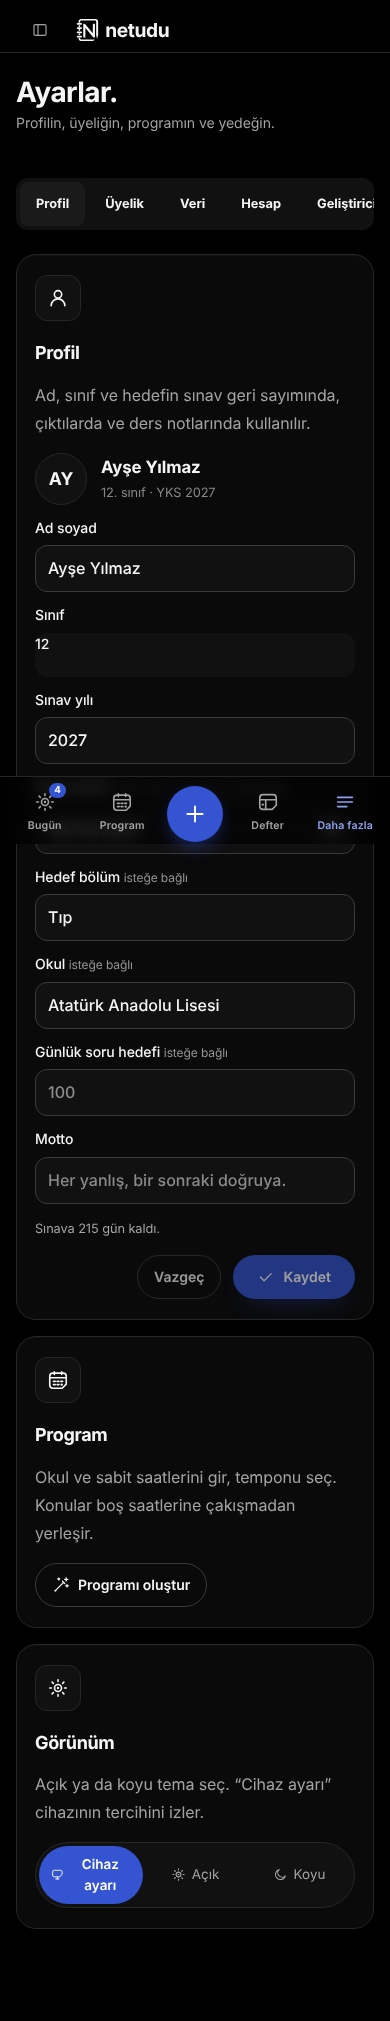 netudu
Ayarlar.
Profilin, üyeliğin, programın ve yedeğin.
Profil
Üyelik
Veri
Hesap
Geliştirici
Profil
Ad, sınıf ve hedefin sınav geri sayımında,
çıktılarda ve ders notlarında kullanılır.
AY
Ayşe Yılmaz
12. sınıf · YKS 2027
Ad soyad
Ayşe Yılmaz
Sınıf
12
Sınav yılı
2027
4
Bugün
Program
Defter
Daha fazla
Hedef bölüm isteğe bağlı
Tıp
Okul isteğe bağlı
Atatürk Anadolu Lisesi
Günlük soru hedefi isteğe bağlı
100
Motto
Her yanlış, bir sonraki doğruya.
Sınava 215 gün kaldı.
Vazgeç
Kaydet
Program
Okul ve sabit saatlerini gir, temponu seç.
Konular boş saatlerine çakışmadan
yerleşir.
Programı oluştur
Görünüm
Açık ya da koyu tema seç. “Cihaz ayarı”
cihazının tercihini izler.
Cihaz
ayarı
Açık
Koyu